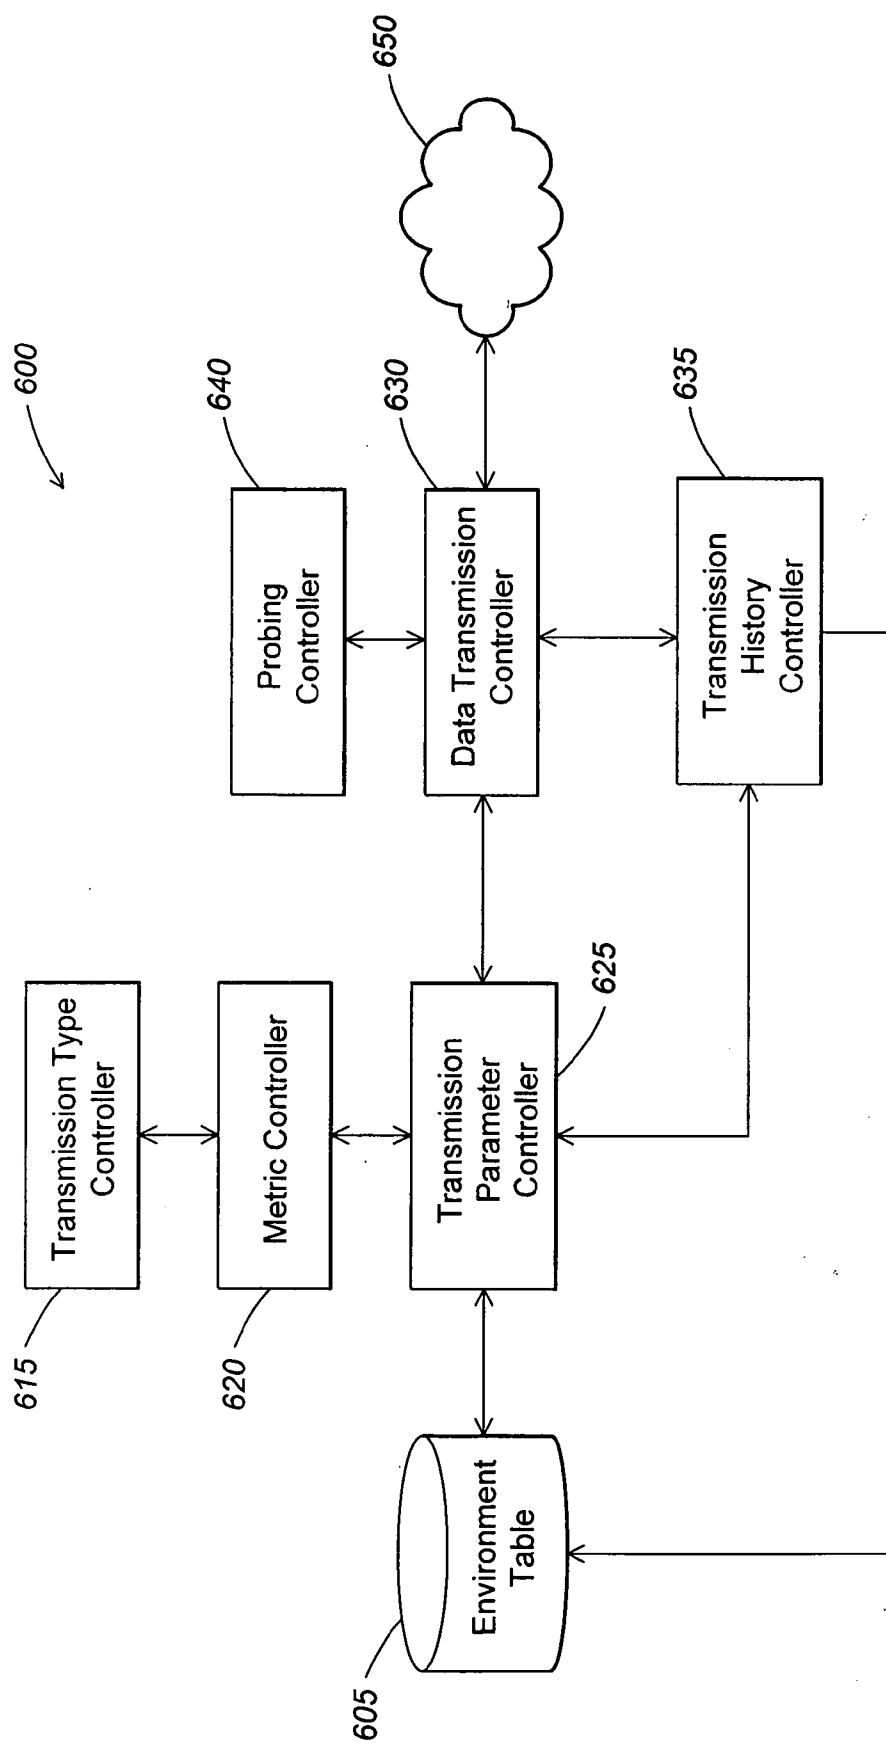 600
615
Transmission Type
Controller
620
Metric Controller
640
Probing
Controller
605
Environment
Table
Transmission
Parameter
Controller
625
630
Data Transmission
Controller
650
635
Transmission
History
Controller